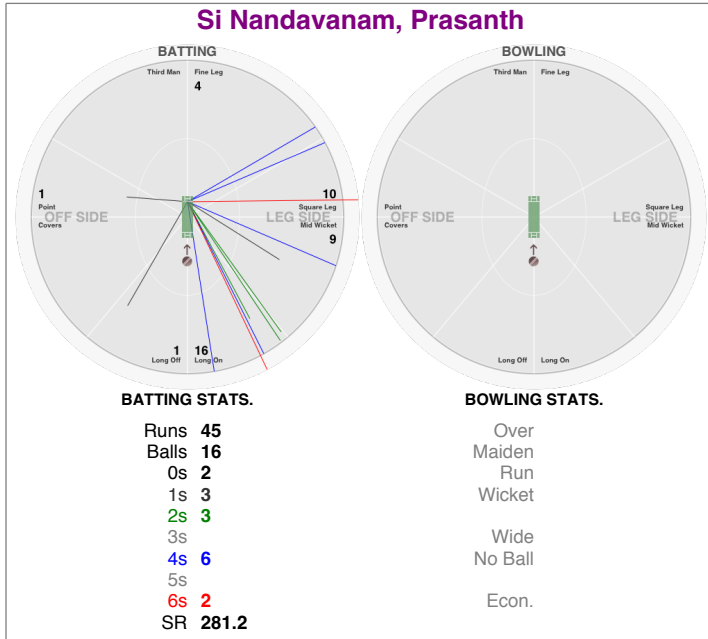 Si Nandavanam, Prasanth
BATTING
Third Man Fine Leg
4
1
10
Point
Square Leg
OFF SIDE
LEG SIDE
Covers
Mid Wicket
9
1 16
Long Off Long On
BOWLING
Third Man Fine Leg
Point
Square Leg
OFF SIDE
LEG SIDE
Covers
Mid Wicket
Long Off Long On
BATTING STATS.
Runs 45
Balls 16
0s 2
1s 3
2s 3
3s
4s 6
5s
6s 2
SR 281.2
BOWLING STATS.
Over
Maiden
Run
Wicket
Wide
No Ball
Econ.